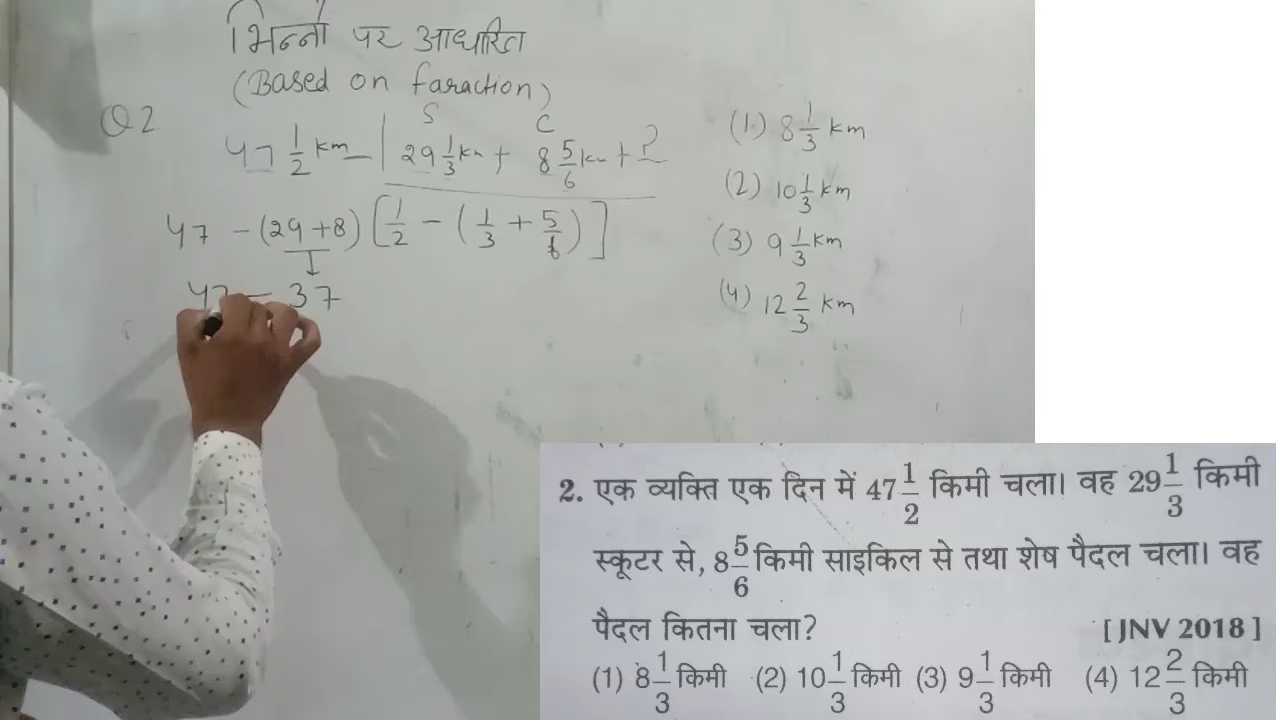 भिन्नो पर आधारित
(Based on faraction)
Q2
S C
47 1/2 km - | 29 1/3 km + 8 5/6 km + ?
47 - (29+8) [1/2 - (1/3 + 5/6)]
47 - 37
(1) 8 1/3 km
(2) 10 1/3 km
(3) 9 1/3 km
(4) 12 2/3 km
2. एक व्यक्ति एक दिन में 47 1/2 किमी चला। वह 29 1/3 किमी
स्कूटर से, 8 5/6 किमी साइकिल से तथा शेष पैदल चला। वह
पैदल कितना चला? [JNV 2018]
(1) 8 1/3 किमी (2) 10 1/3 किमी (3) 9 1/3 किमी (4) 12 2/3 किमी